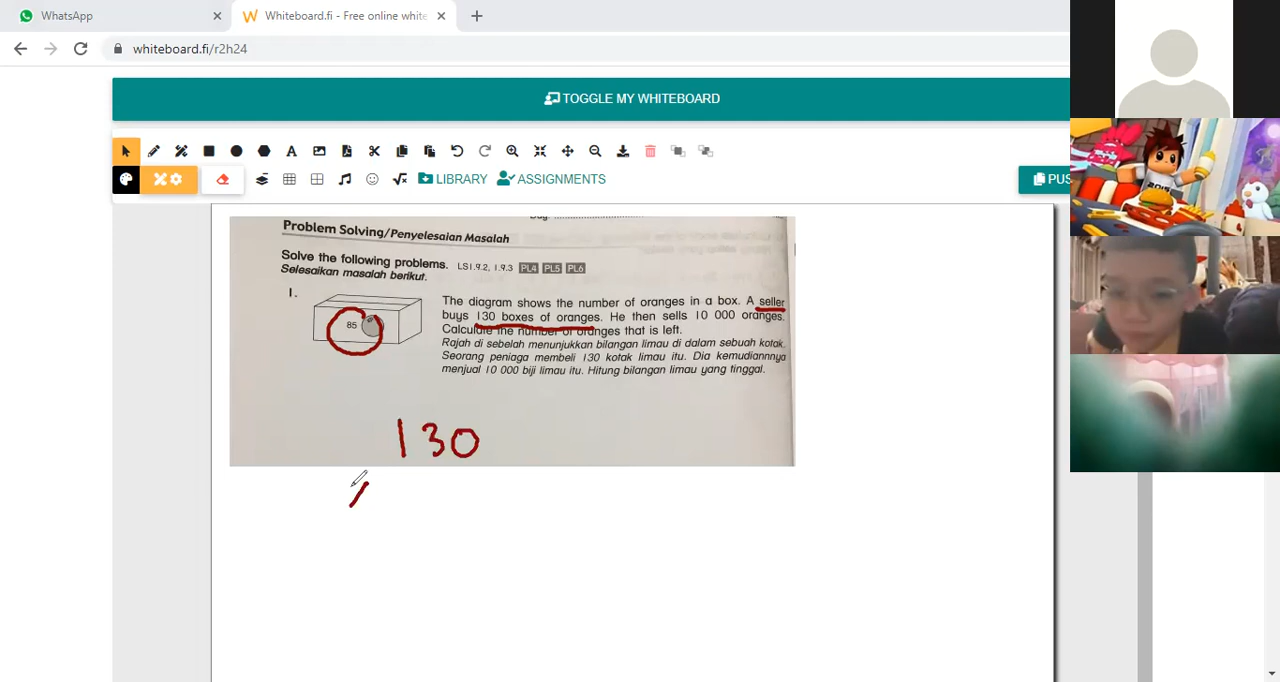 WhatsApp
Whiteboard.fi - Free online white
whiteboard.fi/r2h24
TOGGLE MY WHITEBOARD
LIBRARY
ASSIGNMENTS
PUS
Problem Solving/Penyelesaian Masalah
Solve the following problems. LS1.9.2, 1.9.3 PL4 PL5 PL6
Selesaikan masalah berikut.
1.
85
The diagram shows the number of oranges in a box. A seller
buys 130 boxes of oranges. He then sells 10 000 oranges.
Calculate the number of oranges that is left.
Rajah di sebelah menunjukkan bilangan limau di dalam sebuah kotak.
Seorang peniaga membeli 130 kotak limau itu. Dia kemudiannnya
menjual 10 000 biji limau itu. Hitung bilangan limau yang tinggal.
130